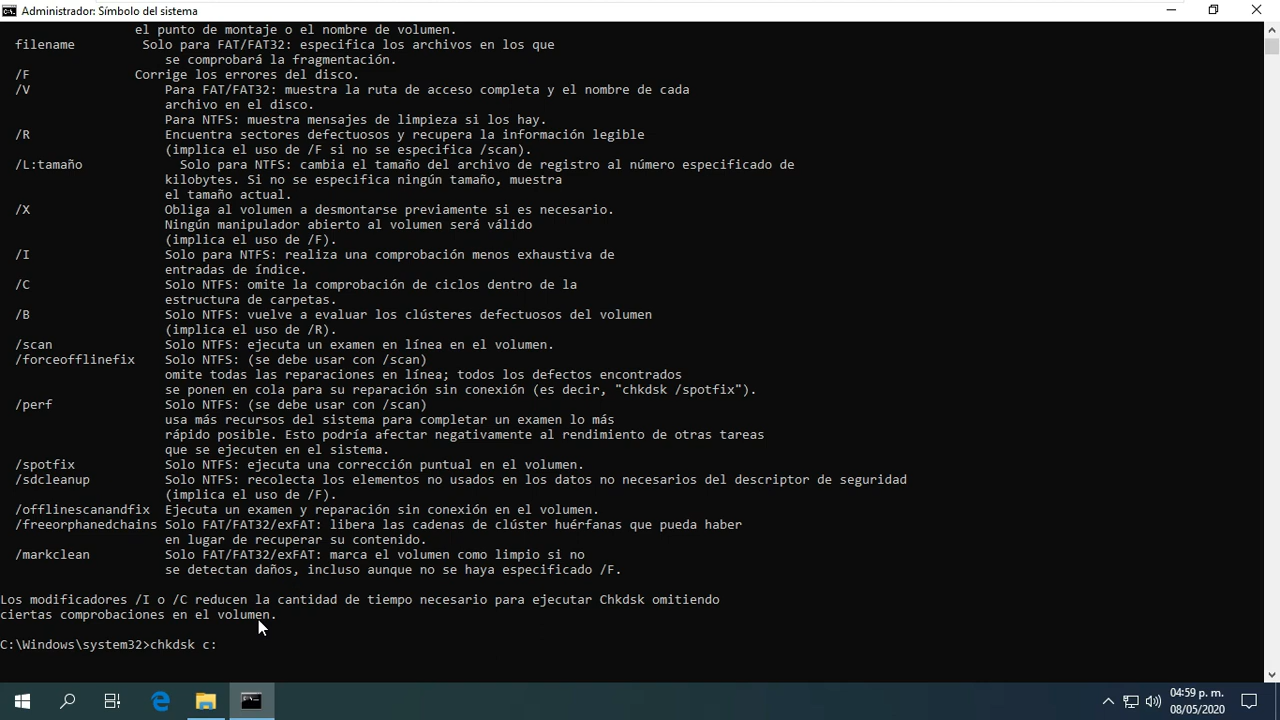 Administrador: Símbolo del sistema
el punto de montaje o el nombre de volumen.
filename Solo para FAT/FAT32: especifica los archivos en los que
se comprobará la fragmentación.
/F Corrige los errores del disco.
/V Para FAT/FAT32: muestra la ruta de acceso completa y el nombre de cada
archivo en el disco.
Para NTFS: muestra mensajes de limpieza si los hay.
/R Encuentra sectores defectuosos y recupera la información legible
(implica el uso de /F si no se especifica /scan).
/L:tamaño Solo para NTFS: cambia el tamaño del archivo de registro al número especificado de
kilobytes. Si no se especifica ningún tamaño, muestra
el tamaño actual.
/X Obliga al volumen a desmontarse previamente si es necesario.
Ningún manipulador abierto al volumen será válido
(implica el uso de /F).
/I Solo para NTFS: realiza una comprobación menos exhaustiva de
entradas de índice.
/C Solo NTFS: omite la comprobación de ciclos dentro de la
estructura de carpetas.
/B Solo NTFS: vuelve a evaluar los clústeres defectuosos del volumen
(implica el uso de /R).
/scan Solo NTFS: ejecuta un examen en línea en el volumen.
/forceofflinefix Solo NTFS: (se debe usar con /scan)
omite todas las reparaciones en línea; todos los defectos encontrados
se ponen en cola para su reparación sin conexión (es decir, "chkdsk /spotfix").
/perf Solo NTFS: (se debe usar con /scan)
usa más recursos del sistema para completar un examen lo más
rápido posible. Esto podría afectar negativamente al rendimiento de otras tareas
que se ejecuten en el sistema.
/spotfix Solo NTFS: ejecuta una corrección puntual en el volumen.
/sdcleanup Solo NTFS: recolecta los elementos no usados en los datos no necesarios del descriptor de seguridad
(implica el uso de /F).
/offlinescanandfix Ejecuta un examen y reparación sin conexión en el volumen.
/freeorphanedchains Solo FAT/FAT32/exFAT: libera las cadenas de clúster huérfanas que pueda haber
en lugar de recuperar su contenido.
/markclean Solo FAT/FAT32/exFAT: marca el volumen como limpio si no
se detectan daños, incluso aunque no se haya especificado /F.
Los modificadores /I o /C reducen la cantidad de tiempo necesario para ejecutar Chkdsk omitiendo
ciertas comprobaciones en el volumen.
C:\Windows\system32>chkdsk c:
04:59 p. m.
08/05/2020